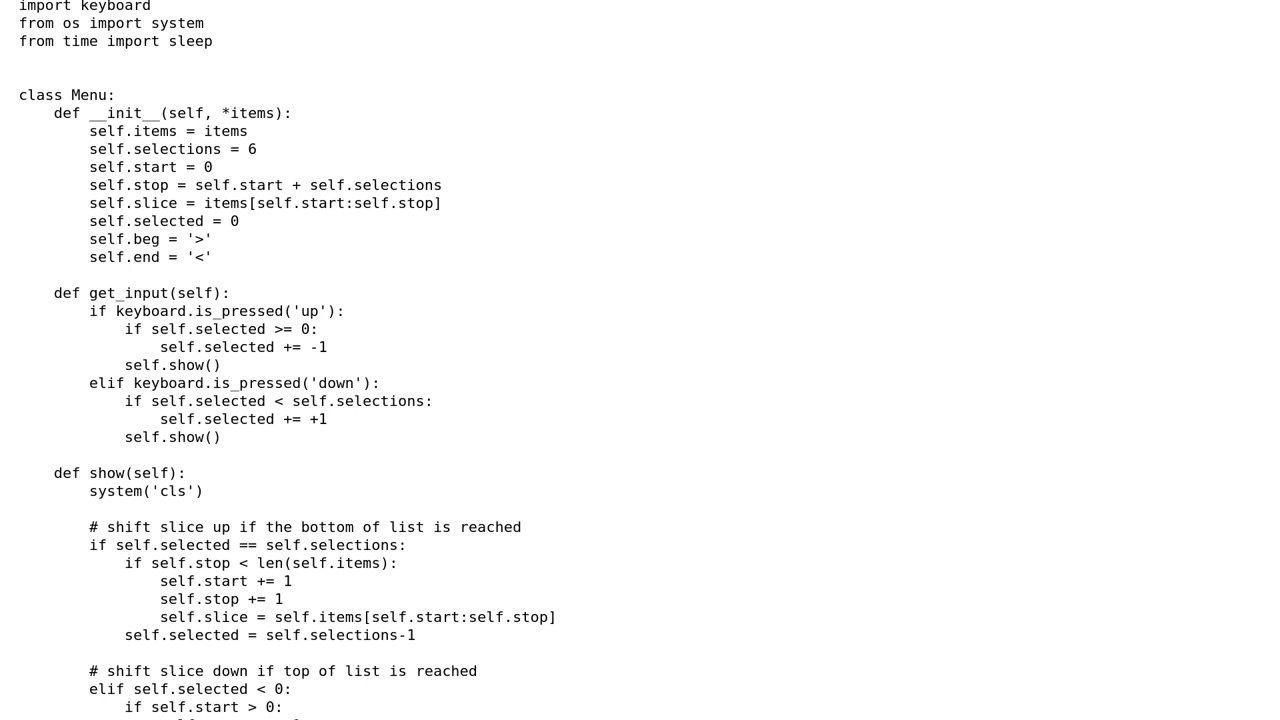 import keyboard
from os import system
from time import sleep


class Menu:
    def __init__(self, *items):
        self.items = items
        self.selections = 6
        self.start = 0
        self.stop = self.start + self.selections
        self.slice = items[self.start:self.stop]
        self.selected = 0
        self.beg = '>'
        self.end = '<'

    def get_input(self):
        if keyboard.is_pressed('up'):
            if self.selected >= 0:
                self.selected += -1
            self.show()
        elif keyboard.is_pressed('down'):
            if self.selected < self.selections:
                self.selected += +1
            self.show()

    def show(self):
        system('cls')

        # shift slice up if the bottom of list is reached
        if self.selected == self.selections:
            if self.stop < len(self.items):
                self.start += 1
                self.stop += 1
                self.slice = self.items[self.start:self.stop]
            self.selected = self.selections-1

        # shift slice down if top of list is reached
        elif self.selected < 0:
            if self.start > 0: